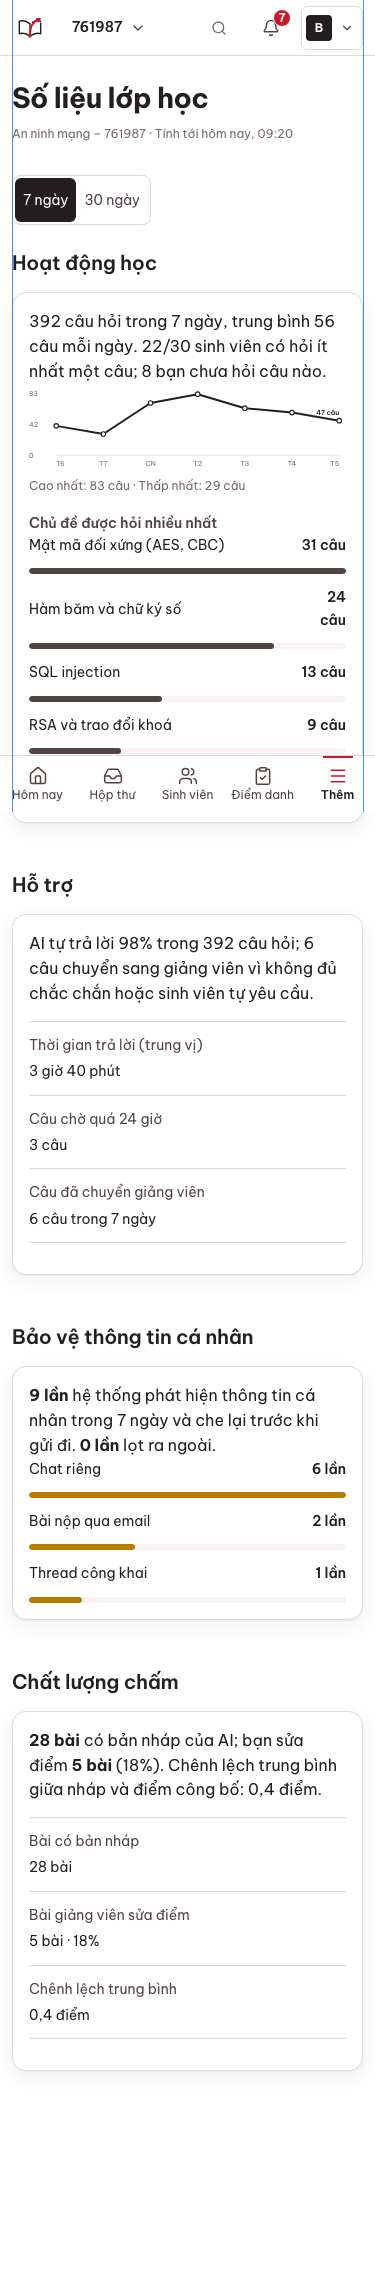 761987
7
B
Số liệu lớp học
An ninh mạng – 761987 · Tính tới hôm nay, 09:20
7 ngày
30 ngày
Hoạt động học
392 câu hỏi trong 7 ngày, trung bình 56
câu mỗi ngày. 22/30 sinh viên có hỏi ít
nhất một câu; 8 bạn chưa hỏi câu nào.
83
42
0
47 câu
T6
T7
CN
T2
T3
T4
T5
Cao nhất: 83 câu · Thấp nhất: 29 câu
Chủ đề được hỏi nhiều nhất
Mật mã đối xứng (AES, CBC)
31 câu
Hàm băm và chữ ký số
24
câu
SQL injection
13 câu
RSA và trao đổi khoá
9 câu
Hôm nay
Hộp thư
Sinh viên
Điểm danh
Thêm
Hỗ trợ
AI tự trả lời 98% trong 392 câu hỏi; 6
câu chuyển sang giảng viên vì không đủ
chắc chắn hoặc sinh viên tự yêu cầu.
Thời gian trả lời (trung vị)
3 giờ 40 phút
Câu chờ quá 24 giờ
3 câu
Câu đã chuyển giảng viên
6 câu trong 7 ngày
Bảo vệ thông tin cá nhân
9 lần hệ thống phát hiện thông tin cá
nhân trong 7 ngày và che lại trước khi
gửi đi. 0 lần lọt ra ngoài.
Chat riêng
6 lần
Bài nộp qua email
2 lần
Thread công khai
1 lần
Chất lượng chấm
28 bài có bản nháp của AI; bạn sửa
điểm 5 bài (18%). Chênh lệch trung bình
giữa nháp và điểm công bố: 0,4 điểm.
Bài có bản nháp
28 bài
Bài giảng viên sửa điểm
5 bài · 18%
Chênh lệch trung bình
0,4 điểm